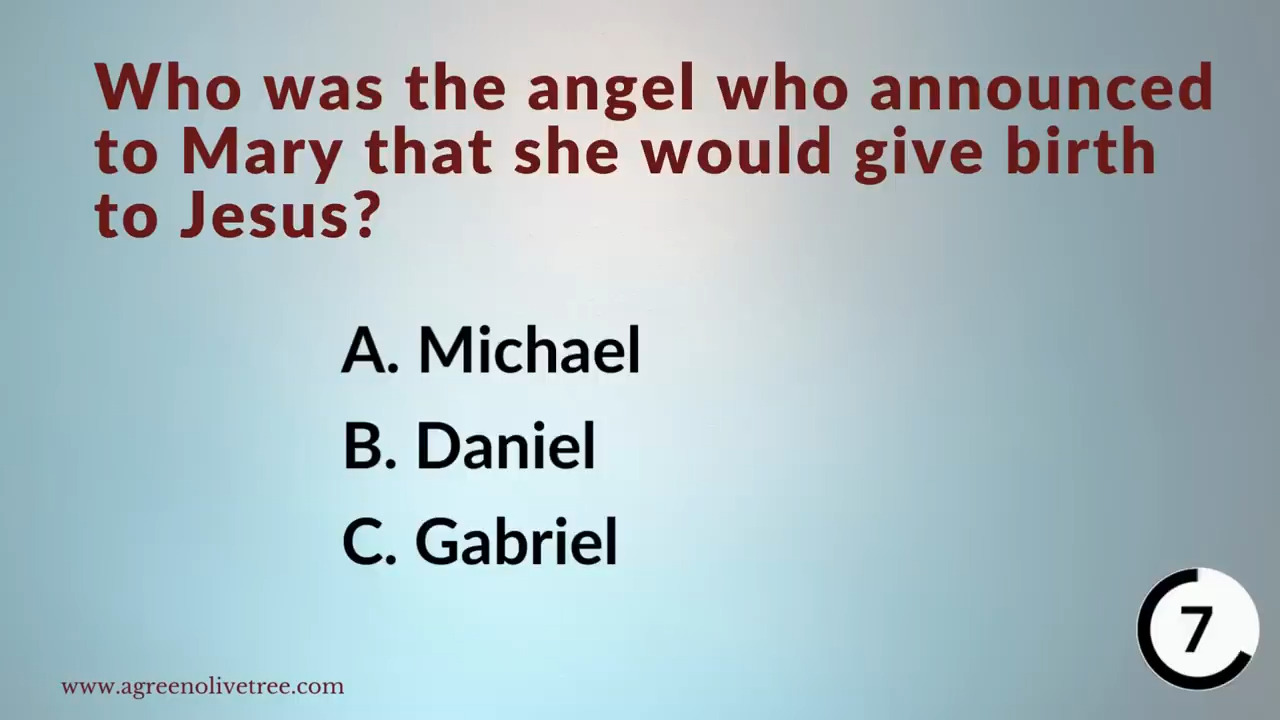 Who was the angel who announced
to Mary that she would give birth
to Jesus?
A. Michael
B. Daniel
C. Gabriel
7
www.agreenolivetree.com